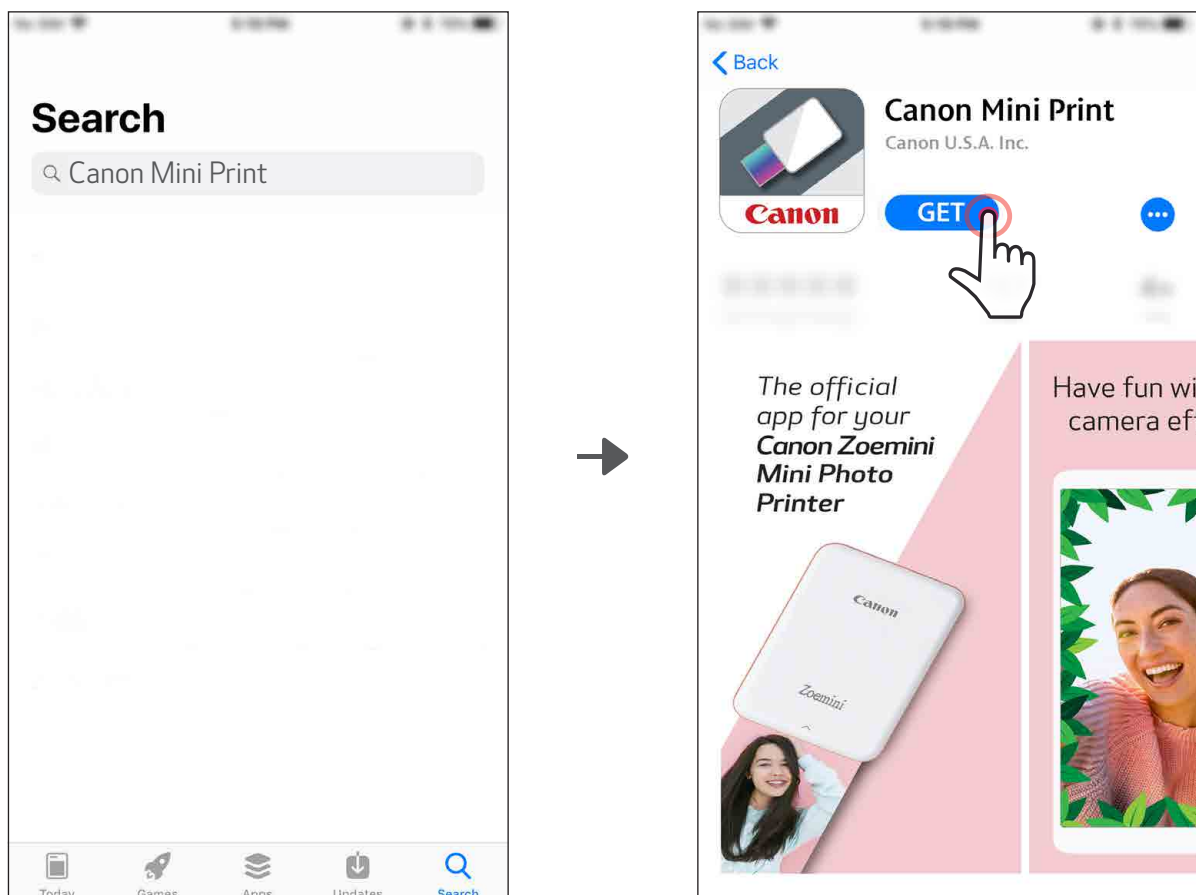 Search
Canon Mini Print
Today
Games
Apps
Updates
Search
Back
Canon Mini Print
Canon U.S.A. Inc.
Canon
GET
The official
app for your
Canon Zoemini
Mini Photo
Printer
Canon
Zoemini
Have fun wi
camera ef